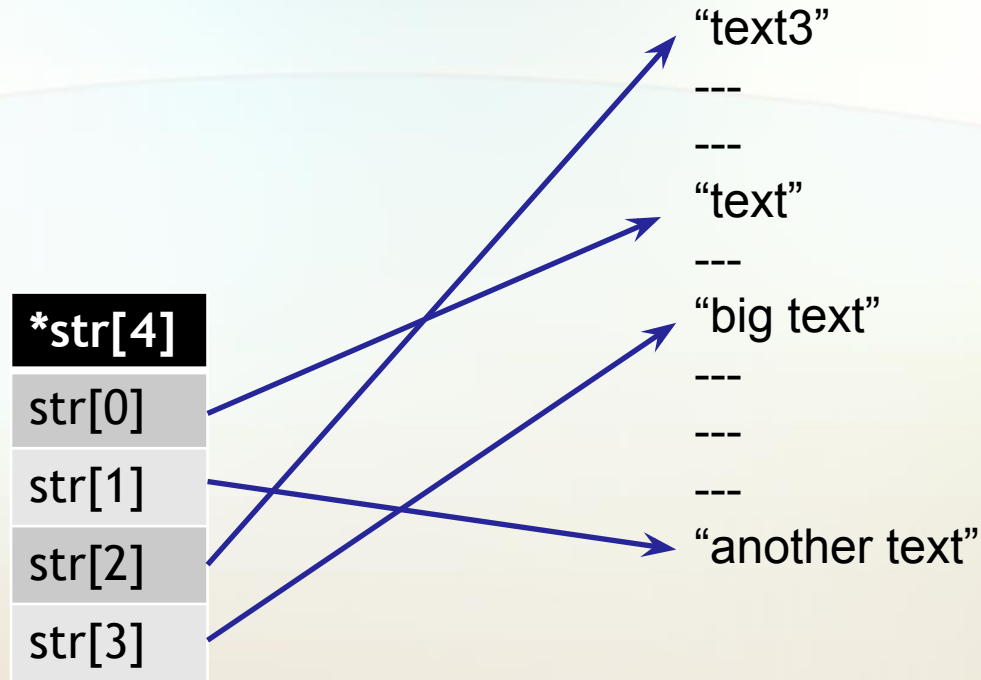 *str[4]
str[0]
str[1]
str[2]
str[3]
“text3”
---
---
“text”
---
“big text”
---
---
---
“another text”